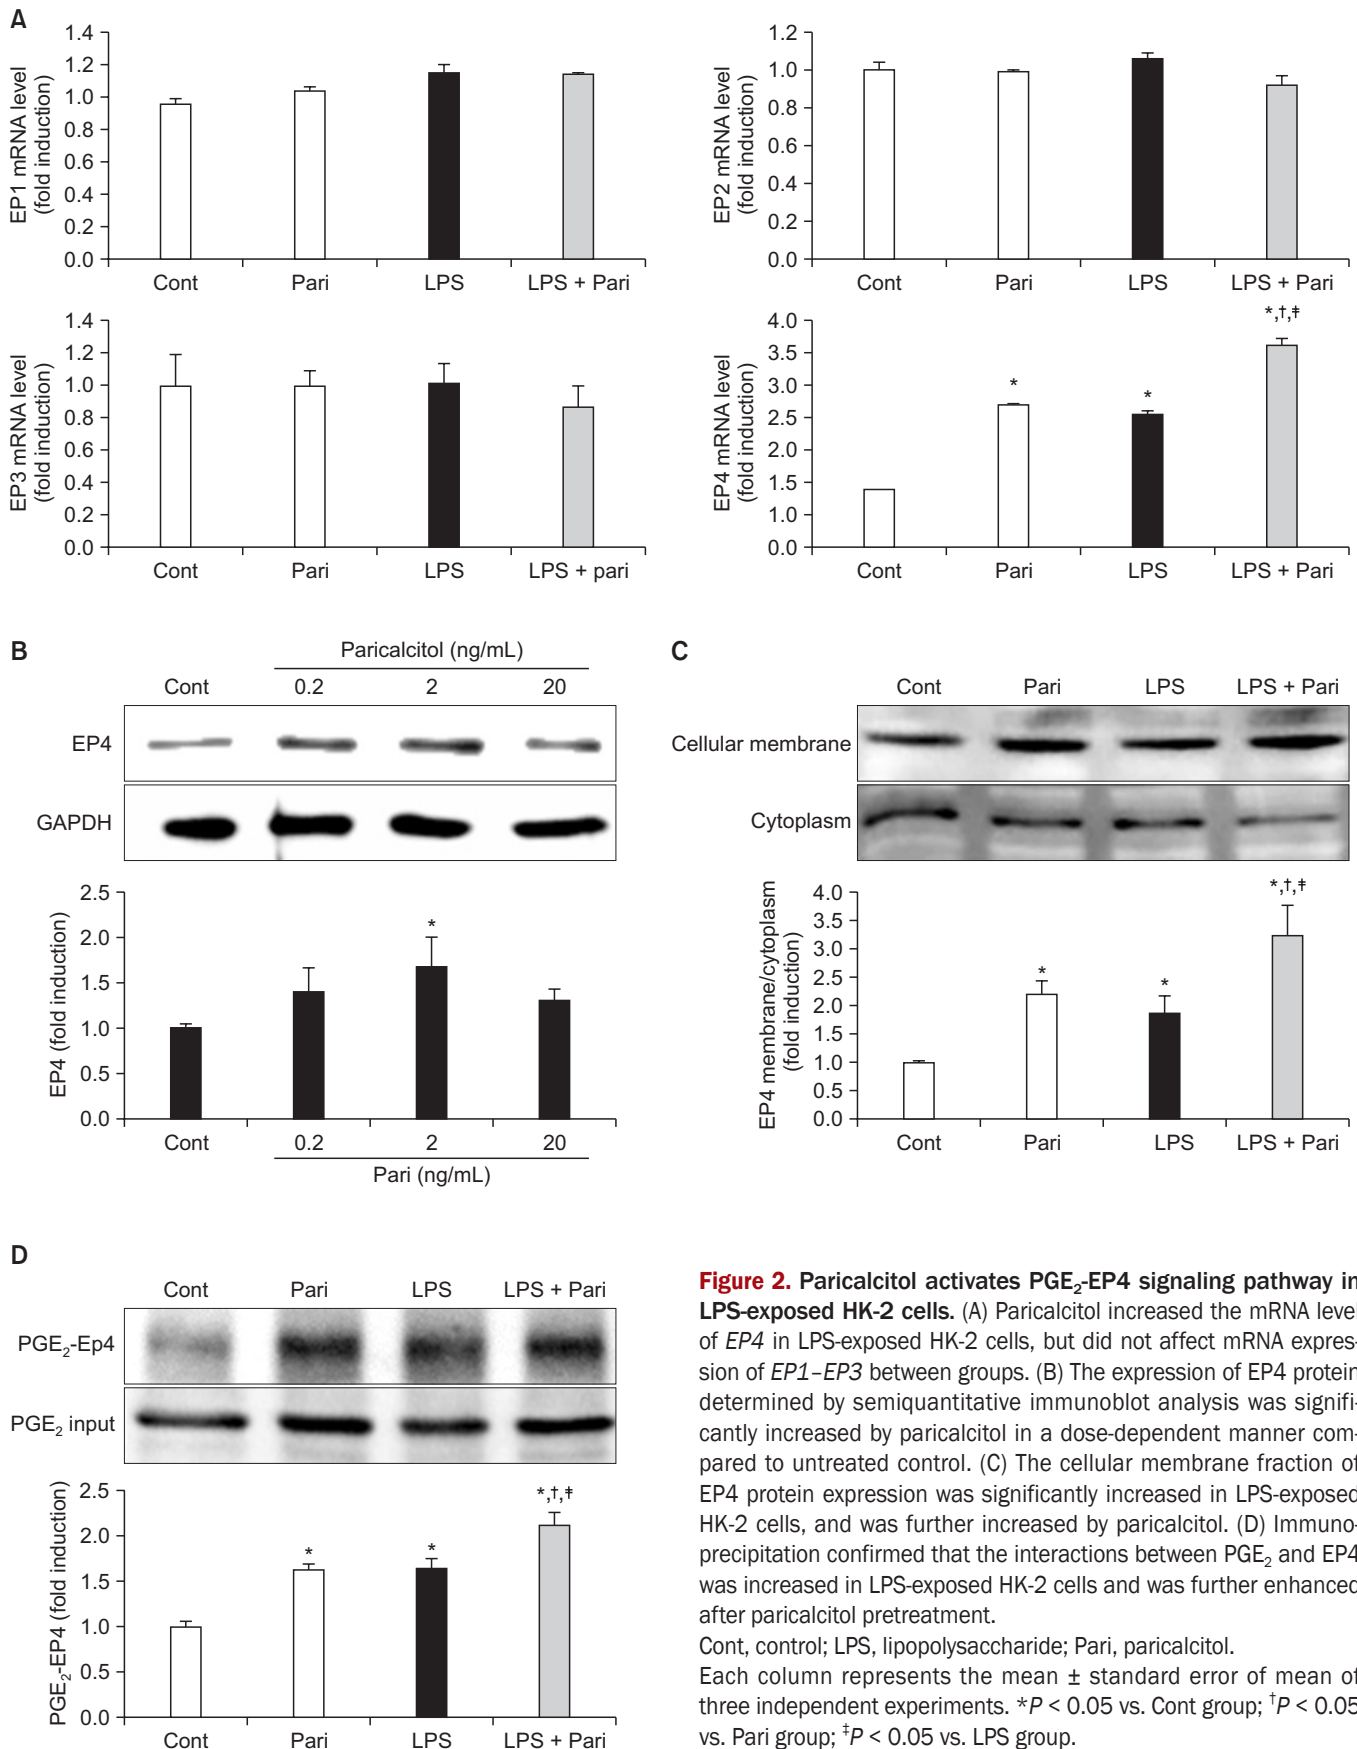 A
EP1 mRNA level
(fold induction)
1.4
1.2
1.0
0.8
0.6
0.4
0.2
0.0
Cont Pari LPS LPS + Pari
EP2 mRNA level
(fold induction)
1.2
1.0
0.8
0.6
0.4
0.2
0.0
Cont Pari LPS LPS + Pari
EP3 mRNA level
(fold induction)
1.4
1.2
1.0
0.8
0.6
0.4
0.2
0.0
Cont Pari LPS LPS + pari
EP4 mRNA level
(fold induction)
4.0
3.5
3.0
2.5
2.0
1.5
1.0
* * *,†,‡
Cont Pari LPS LPS + Pari
B
Paricalcitol (ng/mL)
Cont 0.2 2 20
EP4
GAPDH
EP4 (fold induction)
2.5
2.0
1.5
1.0
0.5
0.0
*
Cont 0.2 2 20
Pari (ng/mL)
C
Cont Pari LPS LPS + Pari
Cellular membrane
Cytoplasm
EP4 membrane/cytoplasm
(fold induction)
4.0
3.5
3.0
2.5
2.0
1.5
1.0
0.5
0.0
* * *,†,‡
Cont Pari LPS LPS + Pari
D
Cont Pari LPS LPS + Pari
PGE₂-Ep4
PGE₂ input
PGE₂-EP4 (fold induction)
2.5
2.0
1.5
1.0
0.5
0.0
* * *,†,‡
Cont Pari LPS LPS + Pari
Figure 2. Paricalcitol activates PGE₂-EP4 signaling pathway in
LPS-exposed HK-2 cells. (A) Paricalcitol increased the mRNA level
of EP4 in LPS-exposed HK-2 cells, but did not affect mRNA expres-
sion of EP1–EP3 between groups. (B) The expression of EP4 protein
determined by semiquantitative immunoblot analysis was signifi-
cantly increased by paricalcitol in a dose-dependent manner com-
pared to untreated control. (C) The cellular membrane fraction of
EP4 protein expression was significantly increased in LPS-exposed
HK-2 cells, and was further increased by paricalcitol. (D) Immuno-
precipitation confirmed that the interactions between PGE₂ and EP4
was increased in LPS-exposed HK-2 cells and was further enhanced
after paricalcitol pretreatment.
Cont, control; LPS, lipopolysaccharide; Pari, paricalcitol.
Each column represents the mean ± standard error of mean of
three independent experiments. *P < 0.05 vs. Cont group; †P < 0.05
vs. Pari group; ‡P < 0.05 vs. LPS group.